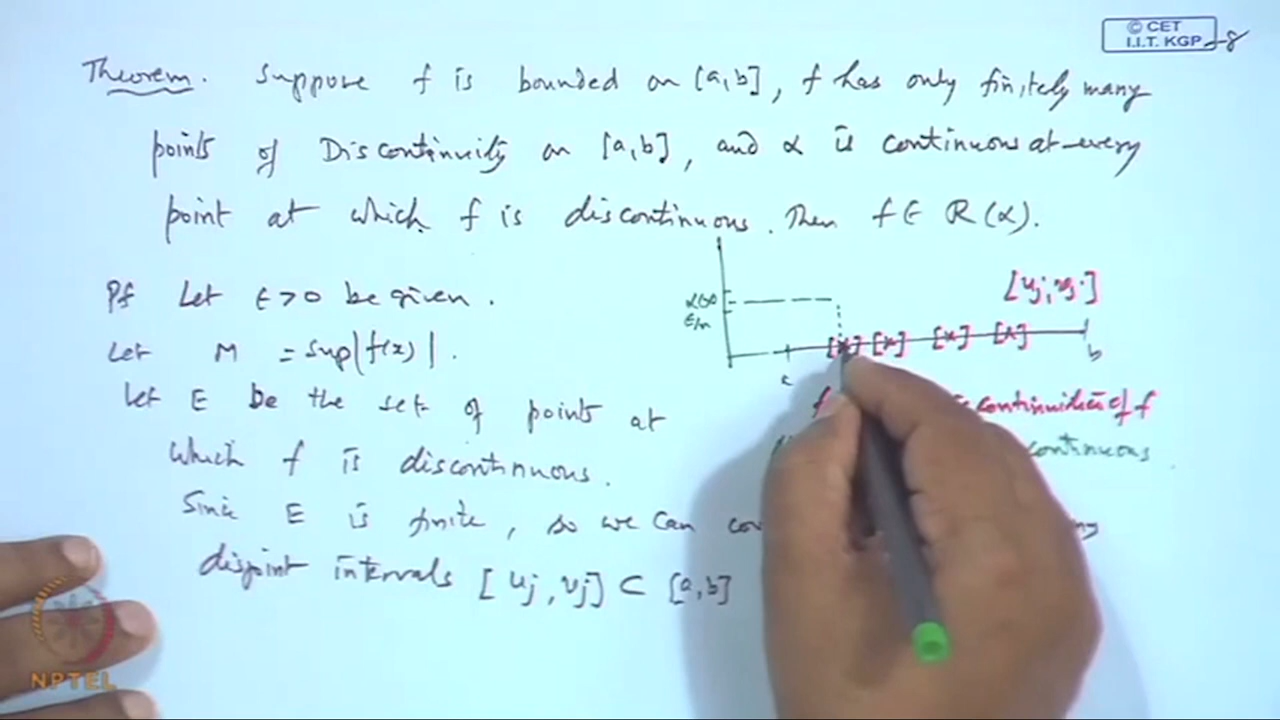 © CET
I.I.T. KGP
Theorem. Suppose f is bounded on [a,b], f has only finitely many
points of Discontinuity on [a,b], and α is continuous at every
point at which f is discontinuous. Then f ∈ R(α).
Pf Let ε>0 be given.
Let M = sup|f(x)|.
Let E be the set of points at
which f is discontinuous.
Since E is finite, so we can
disjoint intervals [uj, vj] ⊂ [a,b]
[uj, vj]
ε/n
[x] [x] [x] [x]
b
continuities of f
continuous
NPTEL